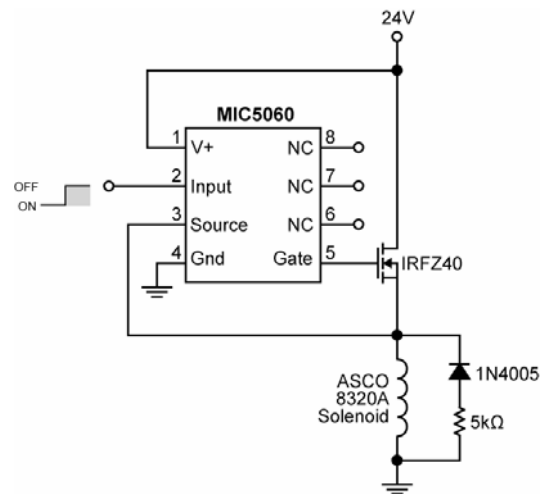 24V
MIC5060
1 V+ NC 8
OFF
ON
2 Input NC 7
3 Source NC 6
4 Gnd Gate 5
IRFZ40
ASCO
8320A
Solenoid
1N4005
5kΩ